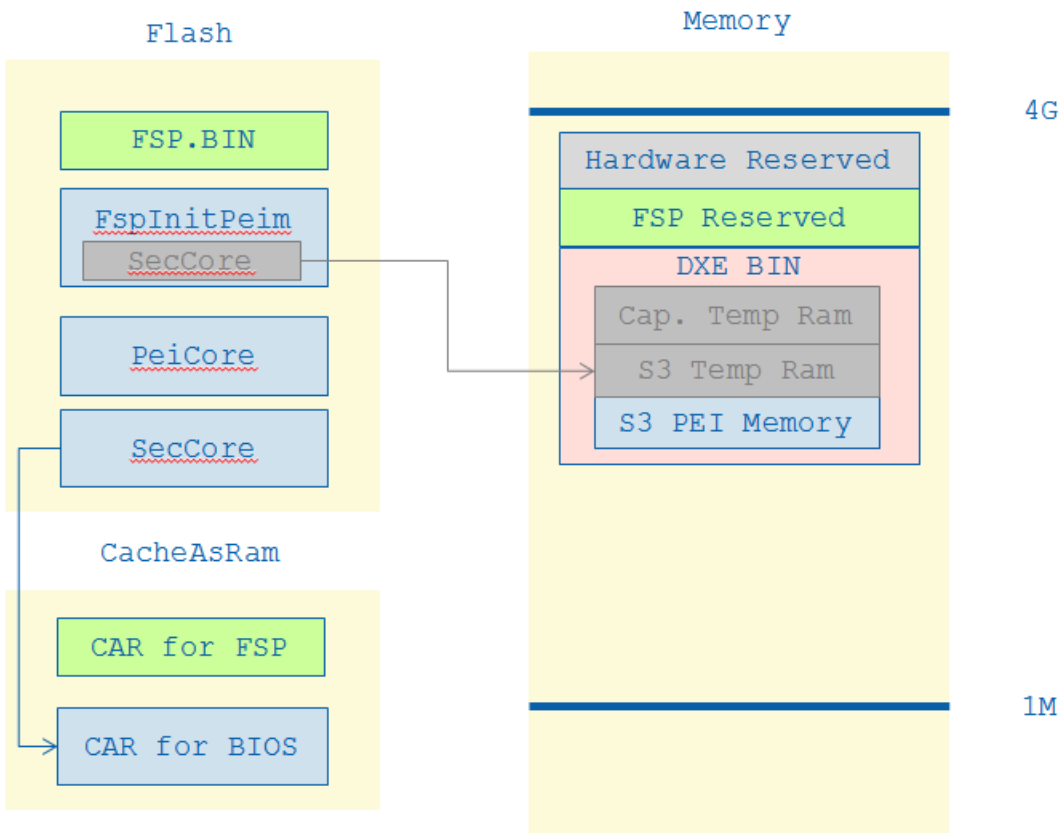 Flash
FSP.BIN
FspInitPeim
SecCore
PeiCore
SecCore
CacheAsRam
CAR for FSP
CAR for BIOS
Memory
4G
Hardware Reserved
FSP Reserved
DXE BIN
Cap. Temp Ram
S3 Temp Ram
S3 PEI Memory
1M